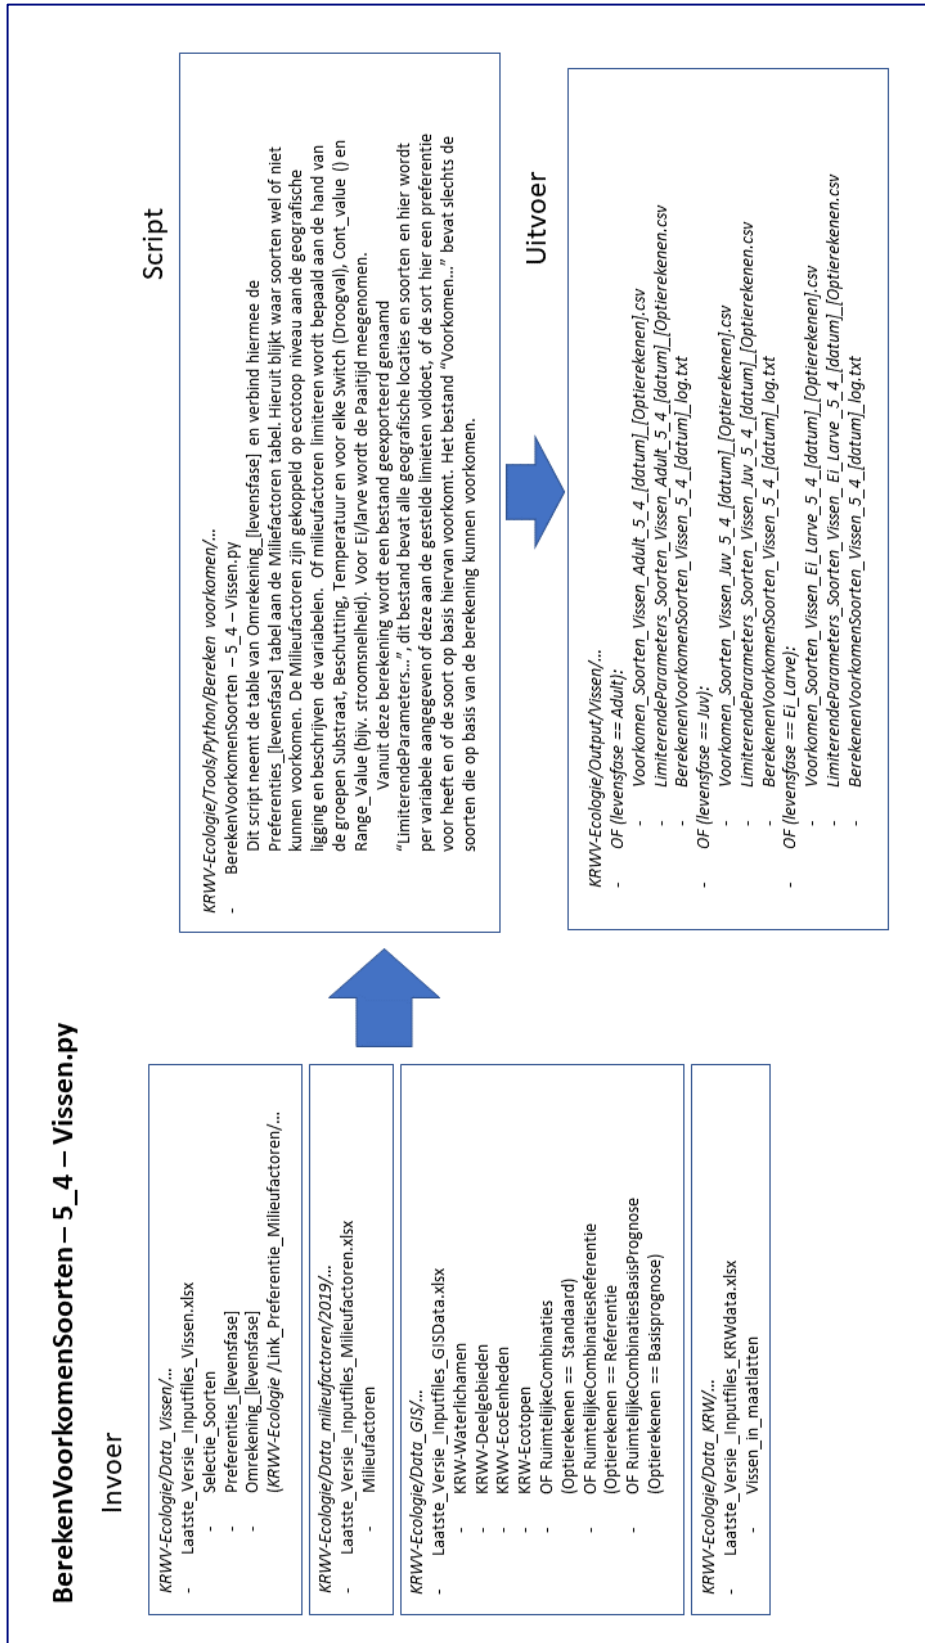 BerekenVoorkomenSoorten – 5_4 – Vissen.py
Invoer
KRWV-Ecologie/Data_Vissen/...
- Laatste_Versie_Inputfiles_Vissen.xlsx
- Selectie_Soorten
- Preferenties_[levensfase]
- Omrekening_[levensfase]
(KRWV-Ecologie /Link_Preferentie_Milieufactoren/...
KRWV-Ecologie/Data_milieufactoren/2019/...
- Laatste_Versie_Inputfiles_Milieufactoren.xlsx
- Milieufactoren
KRWV-Ecologie/Data_GIS/...
- Laatste_Versie_Inputfiles_GISData.xlsx
- KRW-Waterlichamen
- KRWV-Deelgebieden
- KRWV-EcoEenheden
- KRW-Ecotopen
- OF RuimtelijkeCombinaties
(Optierekenen == Standaard)
- OF RuimtelijkeCombinatiesReferentie
(Optierekenen == Referentie
- OF RuimtelijkeCombinatiesBasisPrognose
(Optierekenen == Basisprognose)
KRWV-Ecologie/Data_KRW/...
- Laatste_Versie_Inputfiles_KRWdata.xlsx
- Vissen_in_maatlatten
Script
KRWV-Ecologie/Tools/Python/Bereken voorkomen/...
- BerekenVoorkomenSoorten – 5_4 – Vissen.py
Dit script neemt de table van Omrekening_[levensfase] en verbind hiermee de
Preferenties_[levensfase] tabel aan de Miliefactoren tabel. Hieruit blijkt waar soorten wel of niet
kunnen voorkomen. De Milieufactoren zijn gekoppeld op ecotoop niveau aan de geografische
ligging en beschrijven de variabelen. Of milieufactoren limiteren wordt bepaald aan de hand van
de groepen Substraat, Beschutting, Temperatuur en voor elke Switch (Droogval), Cont_value () en
Range_Value (bijv. stroomsnelheid). Voor Ei/larve wordt de Paaitijd meegenomen.
Vanuit deze berekening wordt een bestand geexporteerd genaamd
“LimiterendeParameters...”, dit bestand bevat alle geografische locaties en soorten en hier wordt
per variabele aangegeven of deze aan de gestelde limieten voldoet, of de sort hier een preferentie
voor heeft en of de soort op basis hiervan voorkomt. Het bestand “Voorkomen...” bevat slechts de
soorten die op basis van de berekening kunnen voorkomen.
Uitvoer
KRWV-Ecologie/Output/Vissen/...
- OF (levensfase == Adult):
- Voorkomen_Soorten_Vissen_Adult_5_4_[datum]_[Optierekenen].csv
- LimiterendeParameters_Soorten_Vissen_Adult_5_4_[datum]_[Optierekenen].csv
- BerekenenVoorkomenSoorten_Vissen_5_4_[datum]_log.txt
- OF (levensfase == Juv):
- Voorkomen_Soorten_Vissen_Juv_5_4_[datum]_[Optierekenen].csv
- LimiterendeParameters_Soorten_Vissen_Juv_5_4_[datum]_[Optierekenen].csv
- BerekenenVoorkomenSoorten_Vissen_5_4_[datum]_log.txt
- OF (levensfase == Ei_Larve):
- Voorkomen_Soorten_Vissen_Ei_Larve_5_4_[datum]_[Optierekenen].csv
- LimiterendeParameters_Soorten_Vissen_Ei_Larve_5_4_[datum]_[Optierekenen].csv
- BerekenenVoorkomenSoorten_Vissen_5_4_[datum]_log.txt